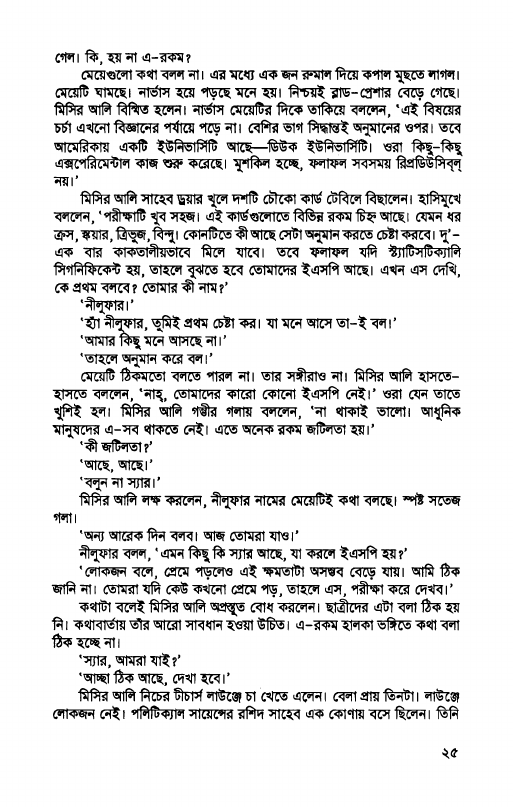 গেল। কি, হয় না এ-রকম?
মেয়েগুলো কথা বলল না। এর মধ্যে এক জন রুমাল দিয়ে কপাল মুছতে লাগল।
মেয়েটি ঘামছে। নার্ভাস হয়ে পড়ছে মনে হয়। নিশ্চয়ই ব্লাড-প্রেশার বেড়ে গেছে।
মিসির আলি বিস্মিত হলেন। নার্ভাস মেয়েটির দিকে তাকিয়ে বললেন, ‘এই বিষয়ের
চর্চা এখনো বিজ্ঞানের পর্যায়ে পড়ে না। বেশির ভাগ সিদ্ধান্তই অনুমানের ওপর। তবে
আমেরিকায় একটি ইউনিভার্সিটি আছে—ডিউক ইউনিভার্সিটি। ওরা কিছু-কিছু
এক্সপেরিমেন্টাল কাজ শুরু করেছে। মুশকিল হচ্ছে, ফলাফল সবসময় রিপ্রডিউসিবল্
নয়।’
মিসির আলি সাহেব ড্রয়ার খুলে দশটি চৌকো কার্ড টেবিলে বিছালেন। হাসিমুখে
বললেন, ‘পরীক্ষাটি খুব সহজ। এই কার্ডগুলোতে বিভিন্ন রকম চিহ্ন আছে। যেমন ধর
ক্রস, স্কয়ার, ত্রিভুজ, বিন্দু। কোনটিতে কী আছে সেটা অনুমান করতে চেষ্টা করবে। দু’-
এক বার কাকতালীয়ভাবে মিলে যাবে। তবে ফলাফল যদি স্ট্যাটিসটিক্যালি
সিগনিফিকেন্ট হয়, তাহলে বুঝতে হবে তোমাদের ইএসপি আছে। এখন এস দেখি,
কে প্রথম বলবে? তোমার কী নাম?’
‘নীলুফার।’
‘হ্যাঁ নীলুফার, তুমিই প্রথম চেষ্টা কর। যা মনে আসে তা-ই বল।’
‘আমার কিছু মনে আসছে না।’
‘তাহলে অনুমান করে বল।’
মেয়েটি ঠিকমতো বলতে পারল না। তার সঙ্গীরাও না। মিসির আলি হাসতে-
হাসতে বললেন, ‘নাহ্, তোমাদের কারো কোনো ইএসপি নেই।’ ওরা যেন তাতে
খুশিই হল। মিসির আলি গম্ভীর গলায় বললেন, ‘না থাকাই ভালো। আধুনিক
মানুষদের এ-সব থাকতে নেই। এতে অনেক রকম জটিলতা হয়।’
‘কী জটিলতা?’
‘আছে, আছে।’
‘বলুন না স্যার।’
মিসির আলি লক্ষ করলেন, নীলুফার নামের মেয়েটিই কথা বলছে। স্পষ্ট সতেজ
গলা।
‘অন্য আরেক দিন বলব। আজ তোমরা যাও।’
নীলুফার বলল, ‘এমন কিছু কি স্যার আছে, যা করলে ইএসপি হয়?’
‘লোকজন বলে, প্রেমে পড়লেও এই ক্ষমতাটা অসম্ভব বেড়ে যায়। আমি ঠিক
জানি না। তোমরা যদি কেউ কখনো প্রেমে পড়, তাহলে এস, পরীক্ষা করে দেখব।’
কথাটা বলেই মিসির আলি অপ্রস্তুত বোধ করলেন। ছাত্রীদের এটা বলা ঠিক হয়
নি। কথাবার্তায় তাঁর আরো সাবধান হওয়া উচিত। এ-রকম হালকা ভঙ্গিতে কথা বলা
ঠিক হচ্ছে না।
‘স্যার, আমরা যাই?’
‘আচ্ছা ঠিক আছে, দেখা হবে।’
মিসির আলি নিচের টীচার্স লাউঞ্জে চা খেতে এলেন। বেলা প্রায় তিনটা। লাউঞ্জে
লোকজন নেই। পলিটিক্যাল সায়েন্সের রশিদ সাহেব এক কোণায় বসে ছিলেন। তিনি
২৫